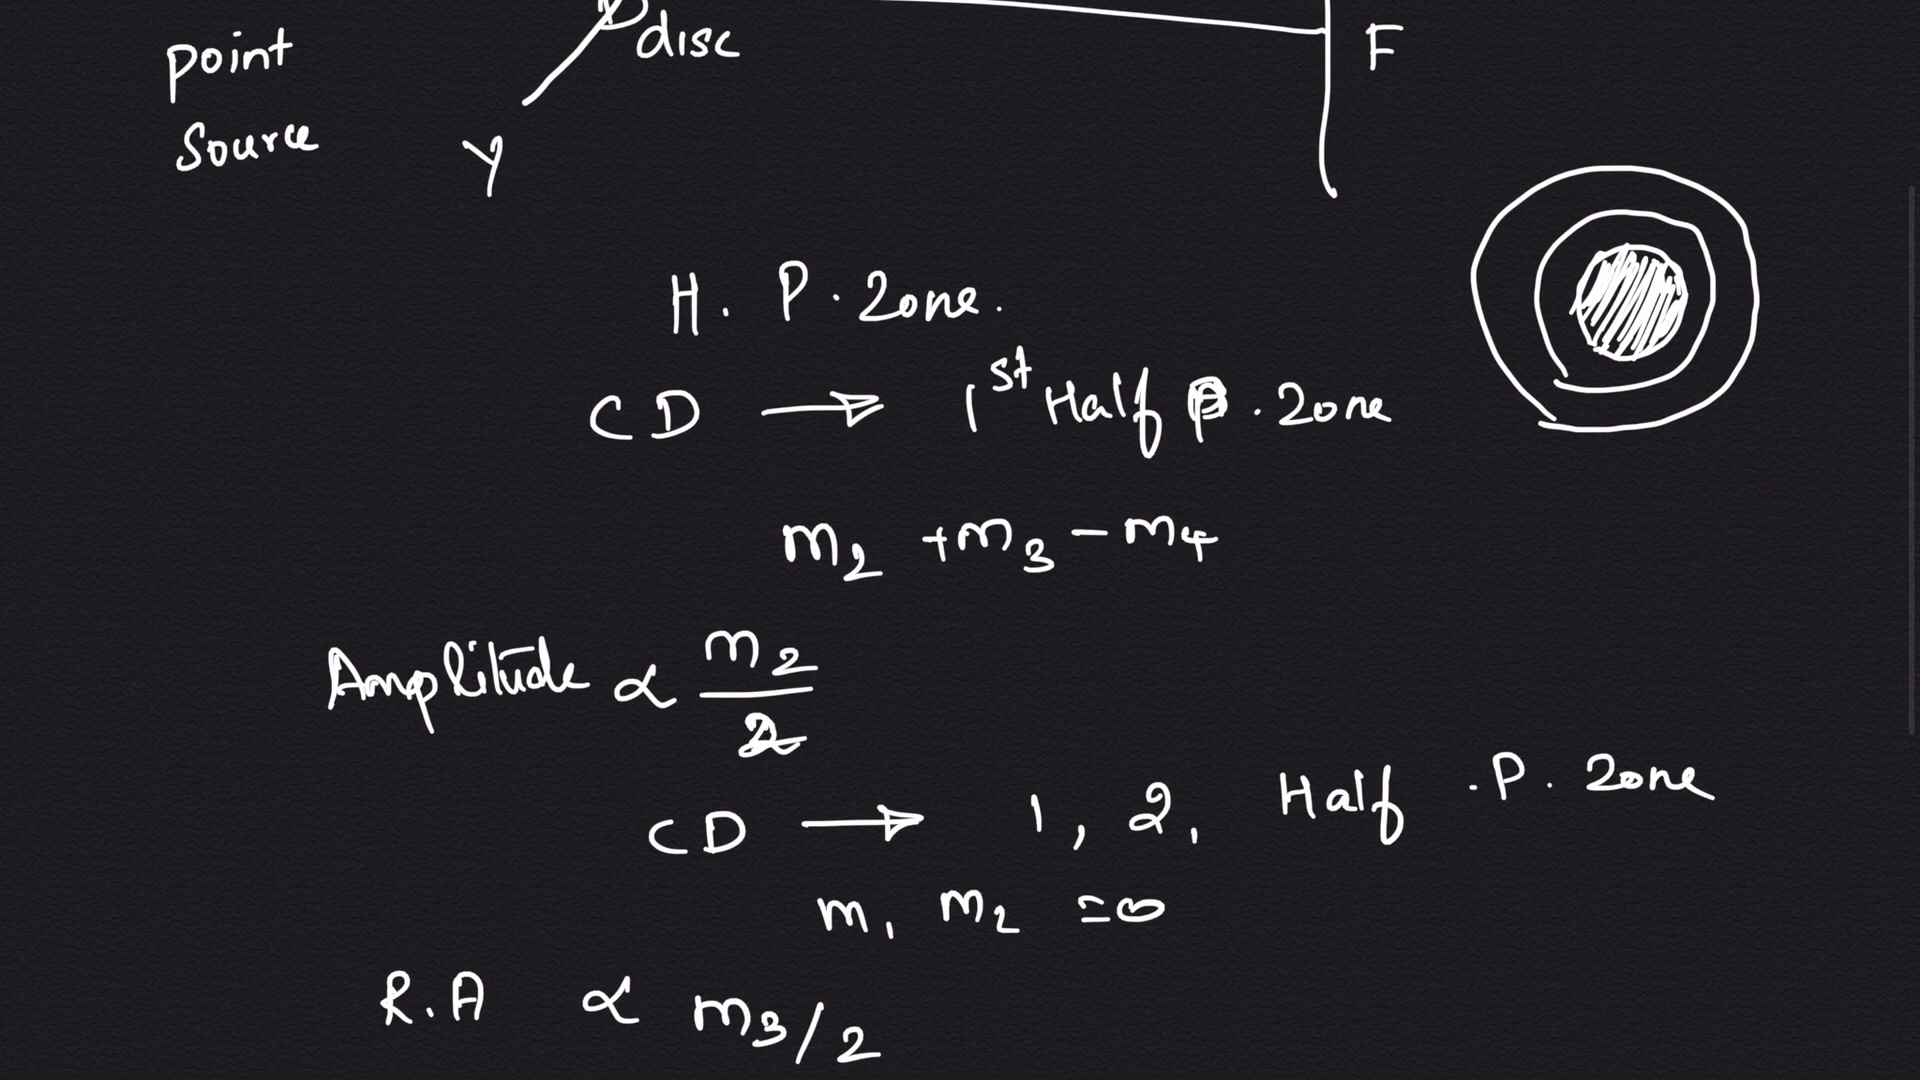 disc
point
F
Source
Y
H. P. Zone.
CD → 1st Half P. Zone
m₂ +m₃ - m₄
Amplitude ∝ m₂/2
CD → 1, 2, Half .P. Zone
m₁ m₂ =0
R.A ∝ m₃/2